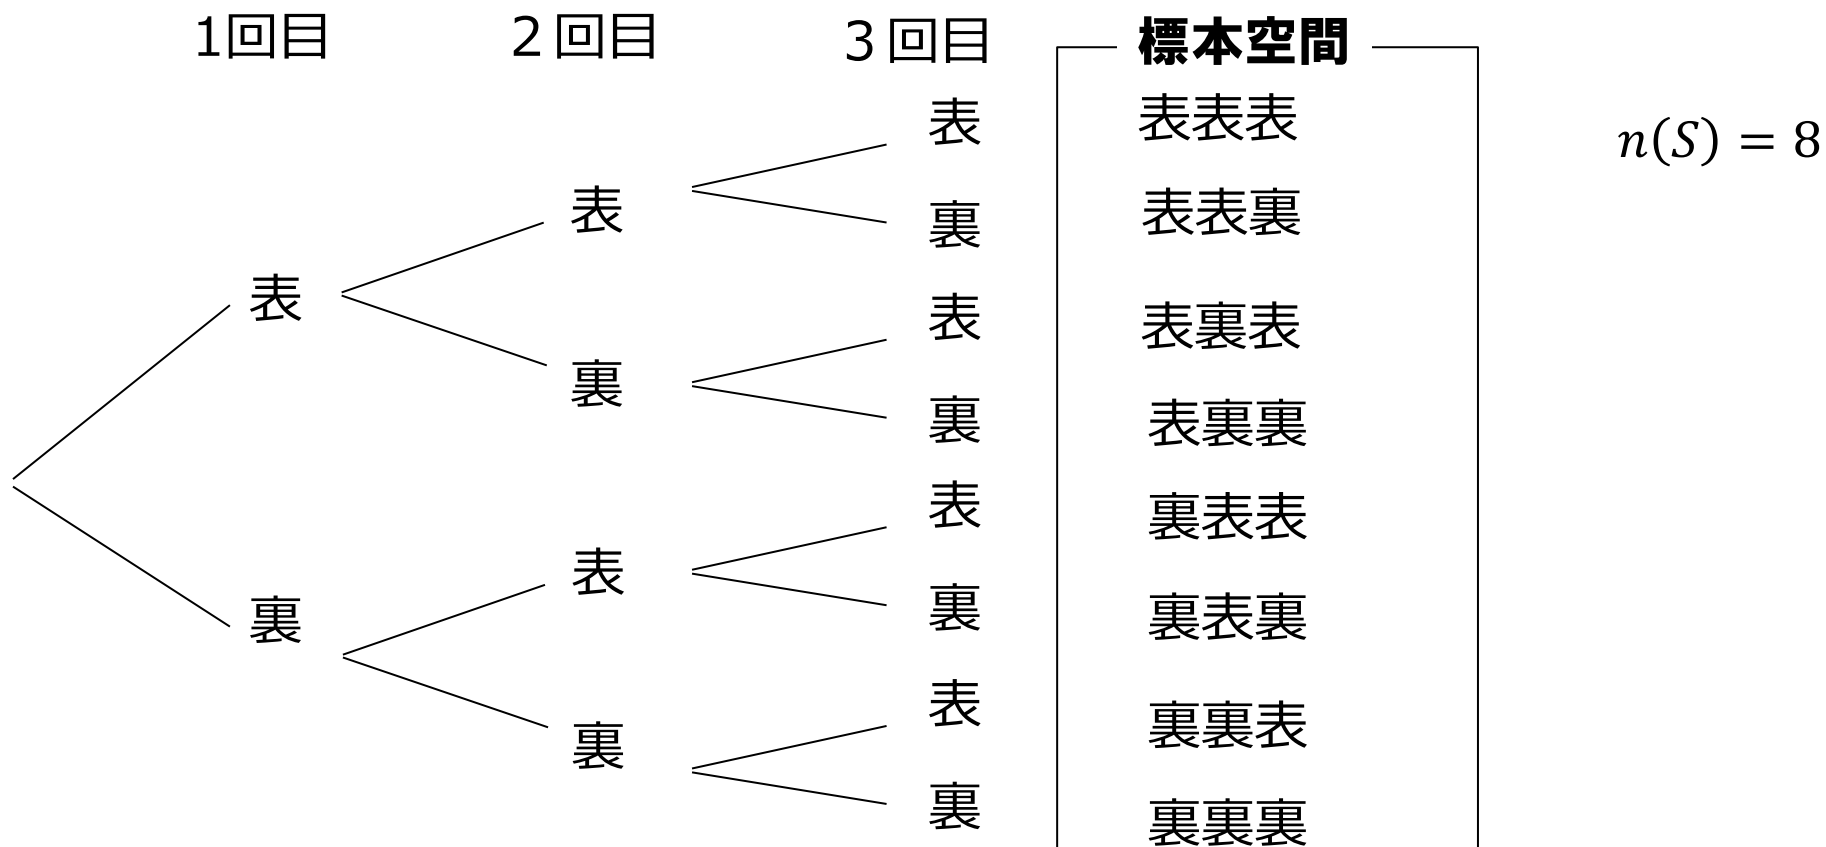 1回目 2回目 3回目 標本空間
表 表表表
n(S) = 8
表 裏 表表裏
表 表 表裏表
裏 裏 表裏裏
表 裏表表
表 裏 裏表裏
裏 表 裏裏表
裏 裏 裏裏裏